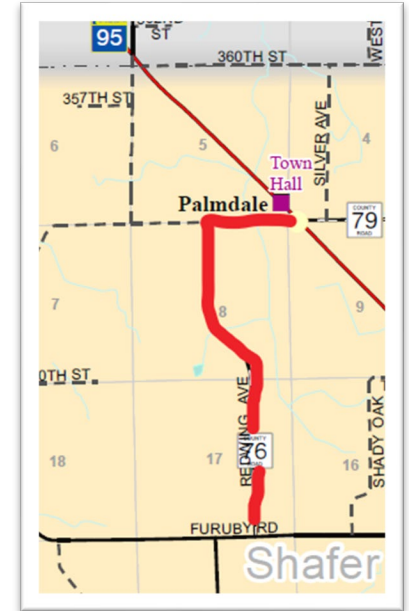 95
ST
360TH ST
WEST
357TH ST
SILVER AVE
6
5
4
Town
Hall
Palmdale
COUNTY
79
ROAD
7
8
9
0TH ST.
REDWING AVE
76
SHADY OAK
18
17
16
FURUBY RD
Shafer